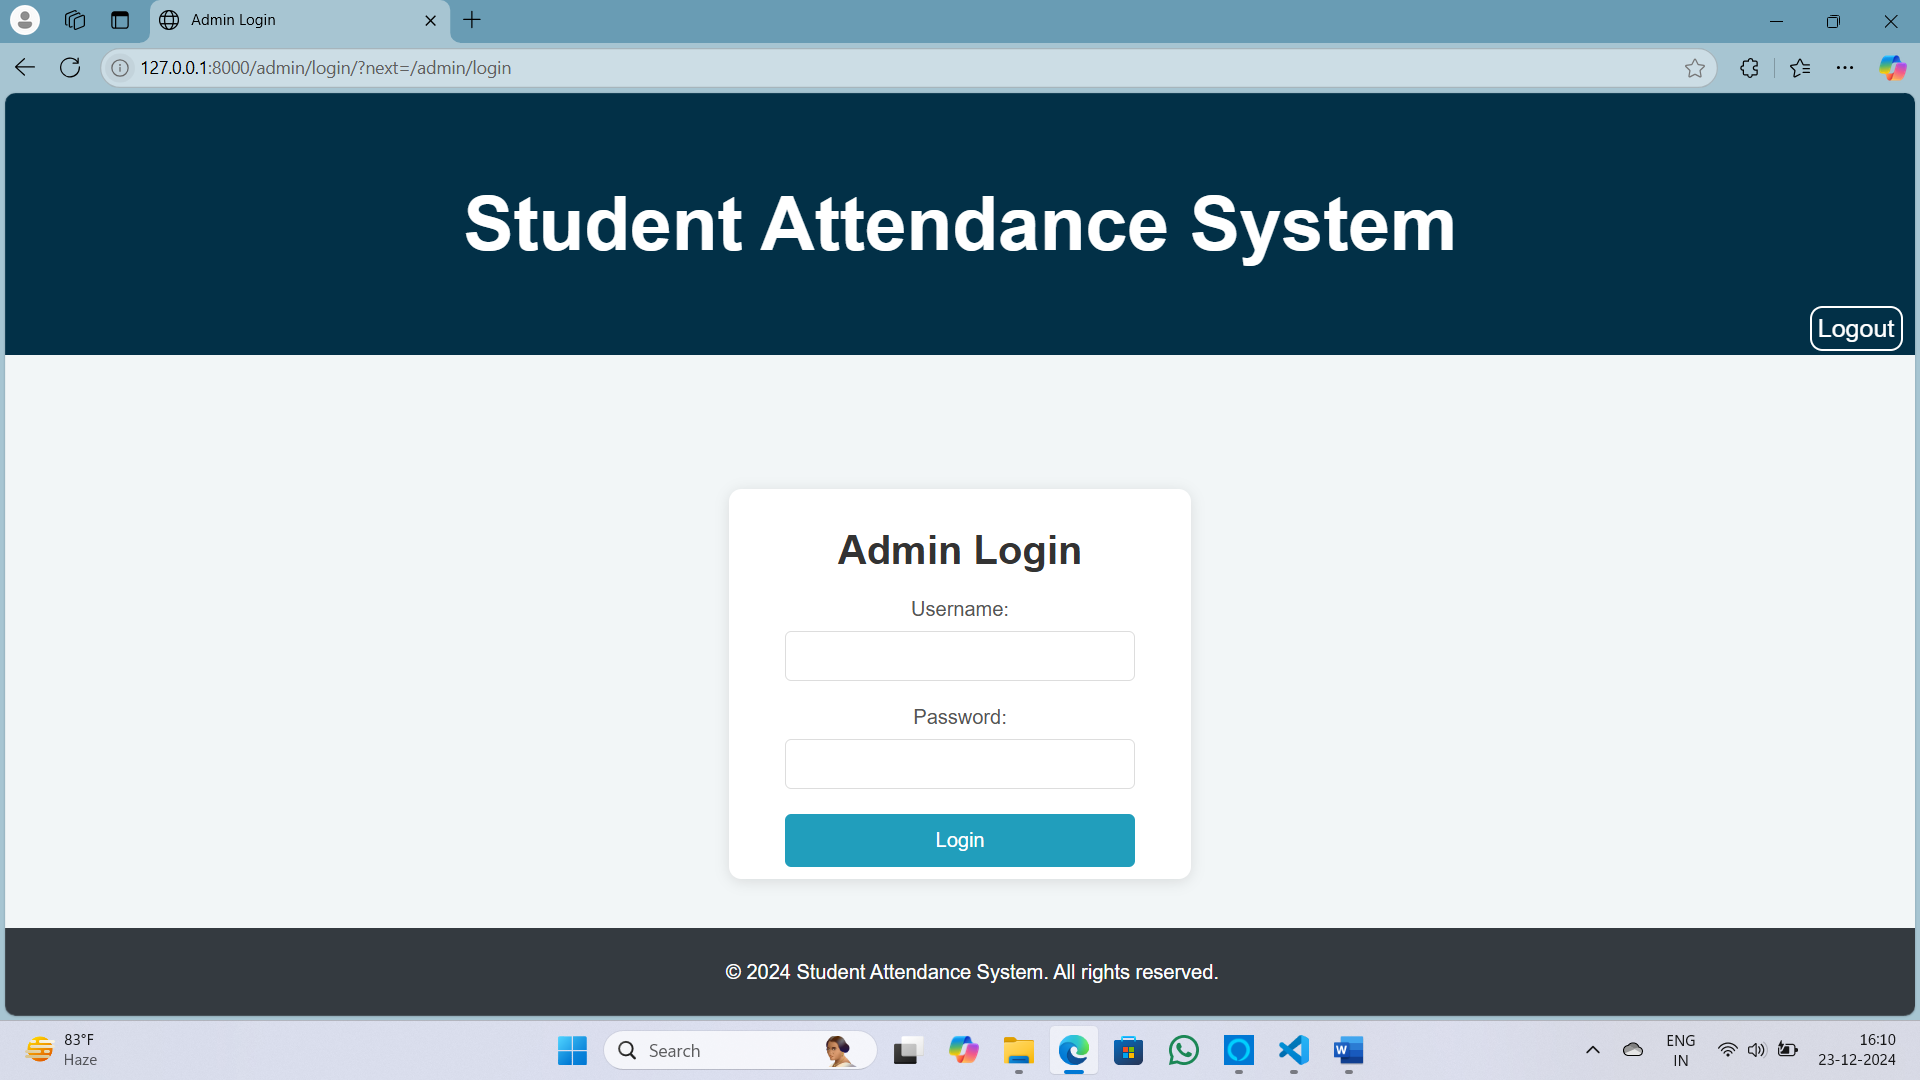 Admin Login
127.0.0.1:8000/admin/login/?next=/admin/login
Student Attendance System
Logout
Admin Login
Username:
Password:
Login
© 2024 Student Attendance System. All rights reserved.
83°F
Haze
Search
W
ENG
IN
16:10
23-12-2024